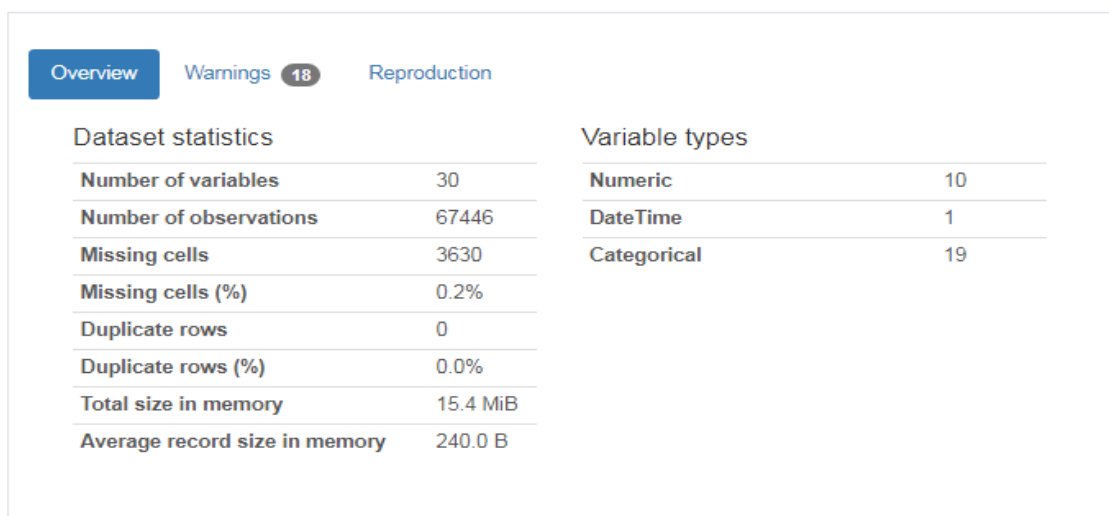 Overview Warnings 18 Reproduction
Dataset statistics
Number of variables 30
Number of observations 67446
Missing cells 3630
Missing cells (%) 0.2%
Duplicate rows 0
Duplicate rows (%) 0.0%
Total size in memory 15.4 MiB
Average record size in memory 240.0 B
Variable types
Numeric 10
DateTime 1
Categorical 19